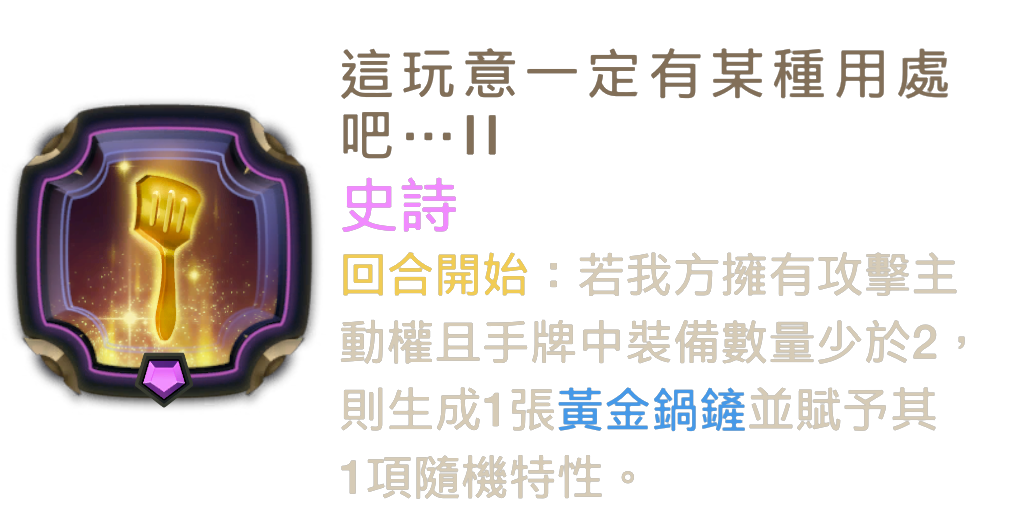 這玩意一定有某種用處
吧…II
史詩
回合開始：若我方擁有攻擊主
動權且手牌中裝備數量少於2，
則生成1張黃金鍋鏟並賦予其
1項隨機特性。